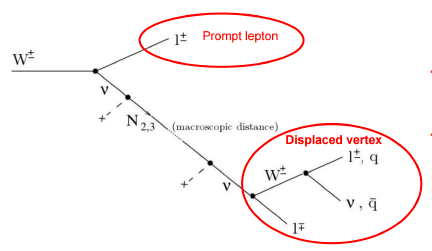 l± Prompt lepton
W±
ν
+
N2,3 (macroscopic distance)
Displaced vertex
l±, q
W±
+
ν
ν , q̄
l∓